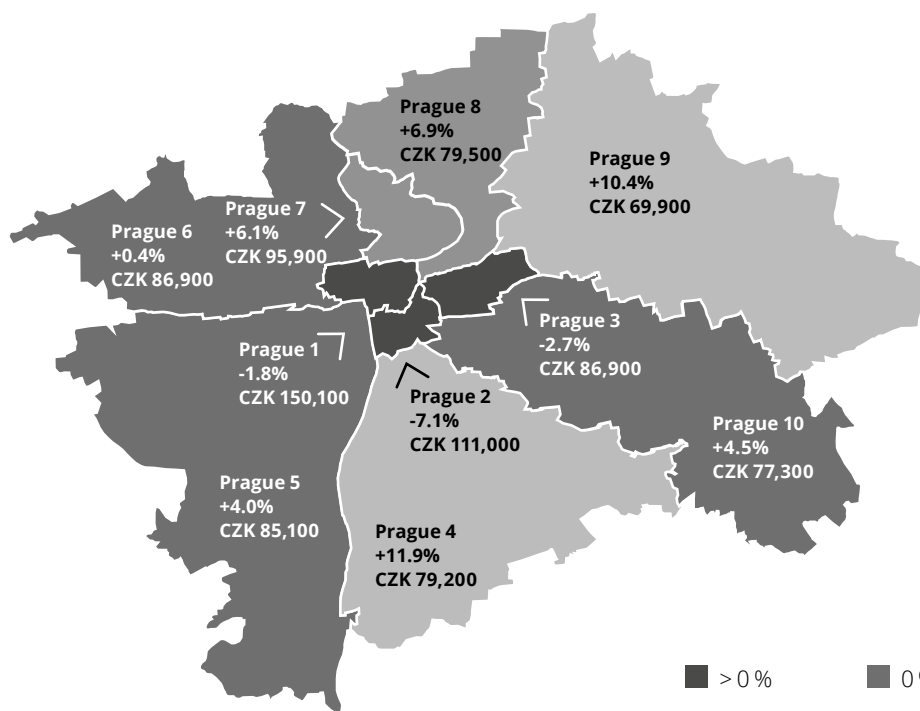 Prague 8
+6.9%
CZK 79,500
Prague 9
+10.4%
CZK 69,900
Prague 7
+6.1%
CZK 95,900
Prague 6
+0.4%
CZK 86,900
Prague 3
-2.7%
CZK 86,900
Prague 1
-1.8%
CZK 150,100
Prague 2
-7.1%
CZK 111,000
Prague 10
+4.5%
CZK 77,300
Prague 5
+4.0%
CZK 85,100
Prague 4
+11.9%
CZK 79,200
>0%
0